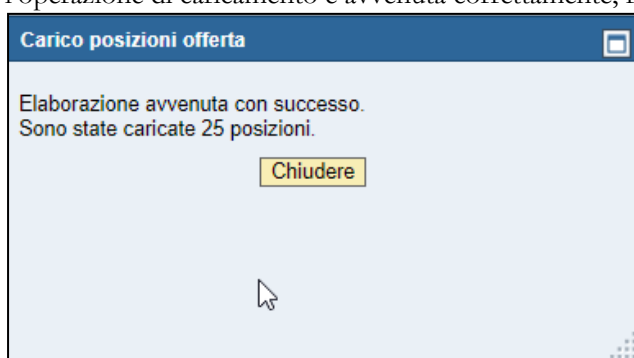 l'operazione di caricamento è avvenuta correttamente,
Carico posizioni offerta
Elaborazione avvenuta con successo.
Sono state caricate 25 posizioni.
Chiudere